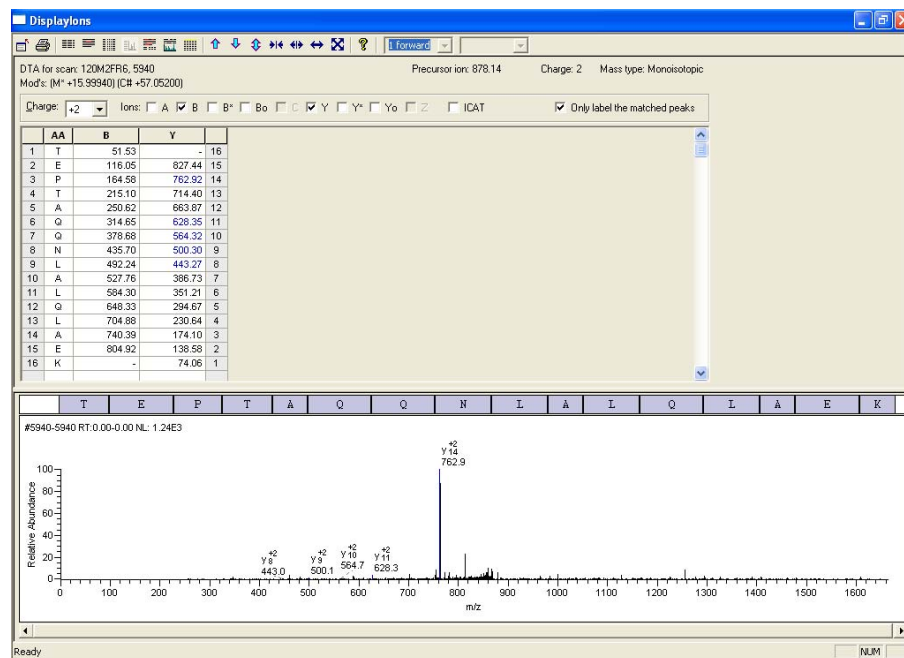 DisplayIons
1 forward
DTA for scan: 120M2FR6, 5940 Precursor ion: 878.14 Charge: 2 Mass type: Monoisotopic
Mod's: (M* +15.99940) (C# +57.05200)
Charge: +2 Ions: A B B* Bo C Y Y* Yo Z ICAT Only label the matched peaks
AA B Y
1 T 51.53 - 16
2 E 116.05 827.44 15
3 P 164.58 762.92 14
4 T 215.10 714.40 13
5 A 250.62 663.87 12
6 Q 314.65 628.35 11
7 Q 378.68 564.32 10
8 N 435.70 500.30 9
9 L 492.24 443.27 8
10 A 527.76 386.73 7
11 L 584.30 351.21 6
12 Q 648.33 294.67 5
13 L 704.88 230.64 4
14 A 740.39 174.10 3
15 E 804.92 138.58 2
16 K - 74.06 1
T E P T A Q Q N L A L Q L A E K
#5940-5940 RT:0.00-0.00 NL: 1.24E3
y 14 +2
762.9
y 8 +2
443.0
y 9 +2
500.1
y 10 +2
564.7
y 11 +2
628.3
100
80
60
40
20
0
Relative Abundance
0 100 200 300 400 500 600 700 800 900 1000 1100 1200 1300 1400 1500 1600
m/z
Ready NUM